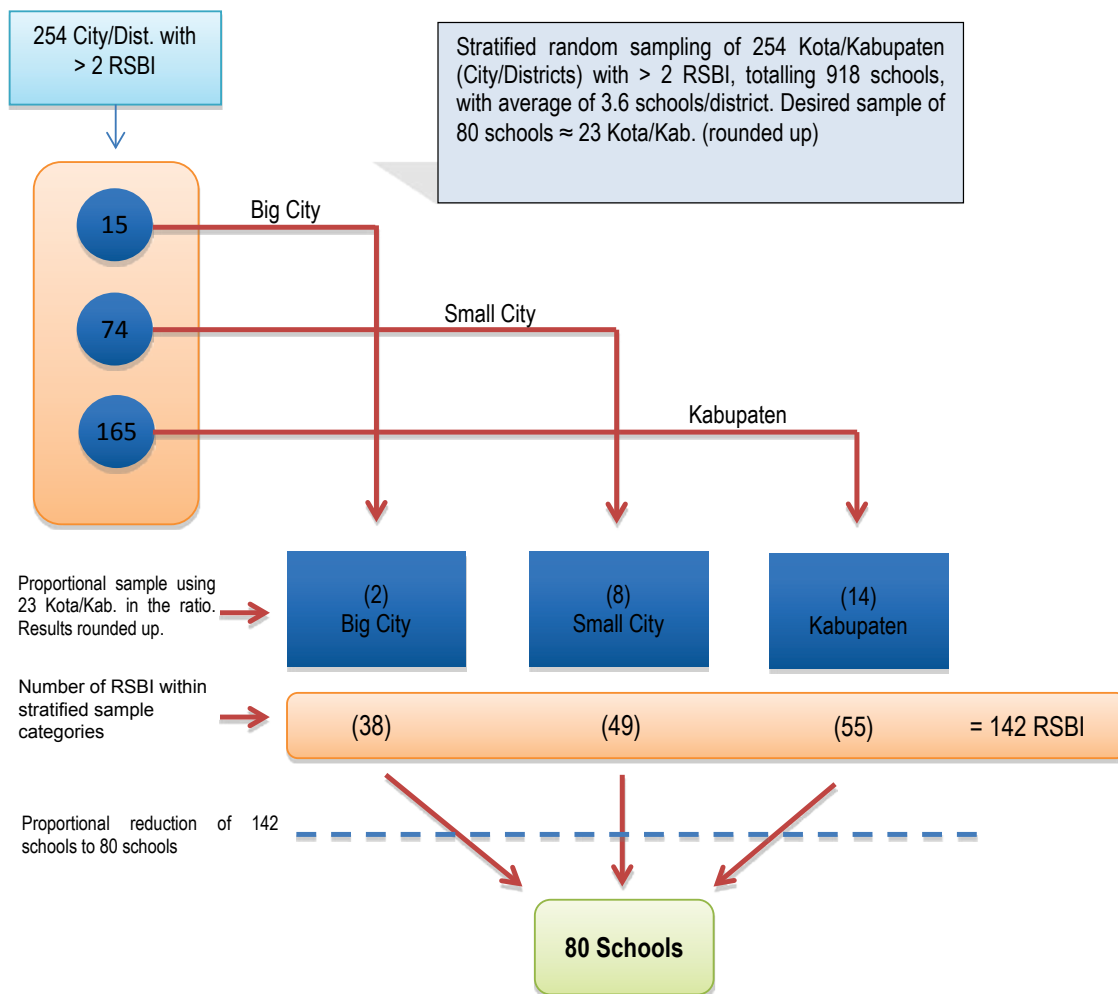 254 City/Dist. with
> 2 RSBI
Stratified random sampling of 254 Kota/Kabupaten
(City/Districts) with > 2 RSBI, totalling 918 schools,
with average of 3.6 schools/district. Desired sample of
80 schools ≈ 23 Kota/Kab. (rounded up)
15
Big City
74
Small City
165
Kabupaten
Proportional sample using
23 Kota/Kab. in the ratio.
Results rounded up.
(2)
Big City
(8)
Small City
(14)
Kabupaten
Number of RSBI within
stratified sample
categories
(38)
(49)
(55)
= 142 RSBI
Proportional reduction of 142
schools to 80 schools
80 Schools